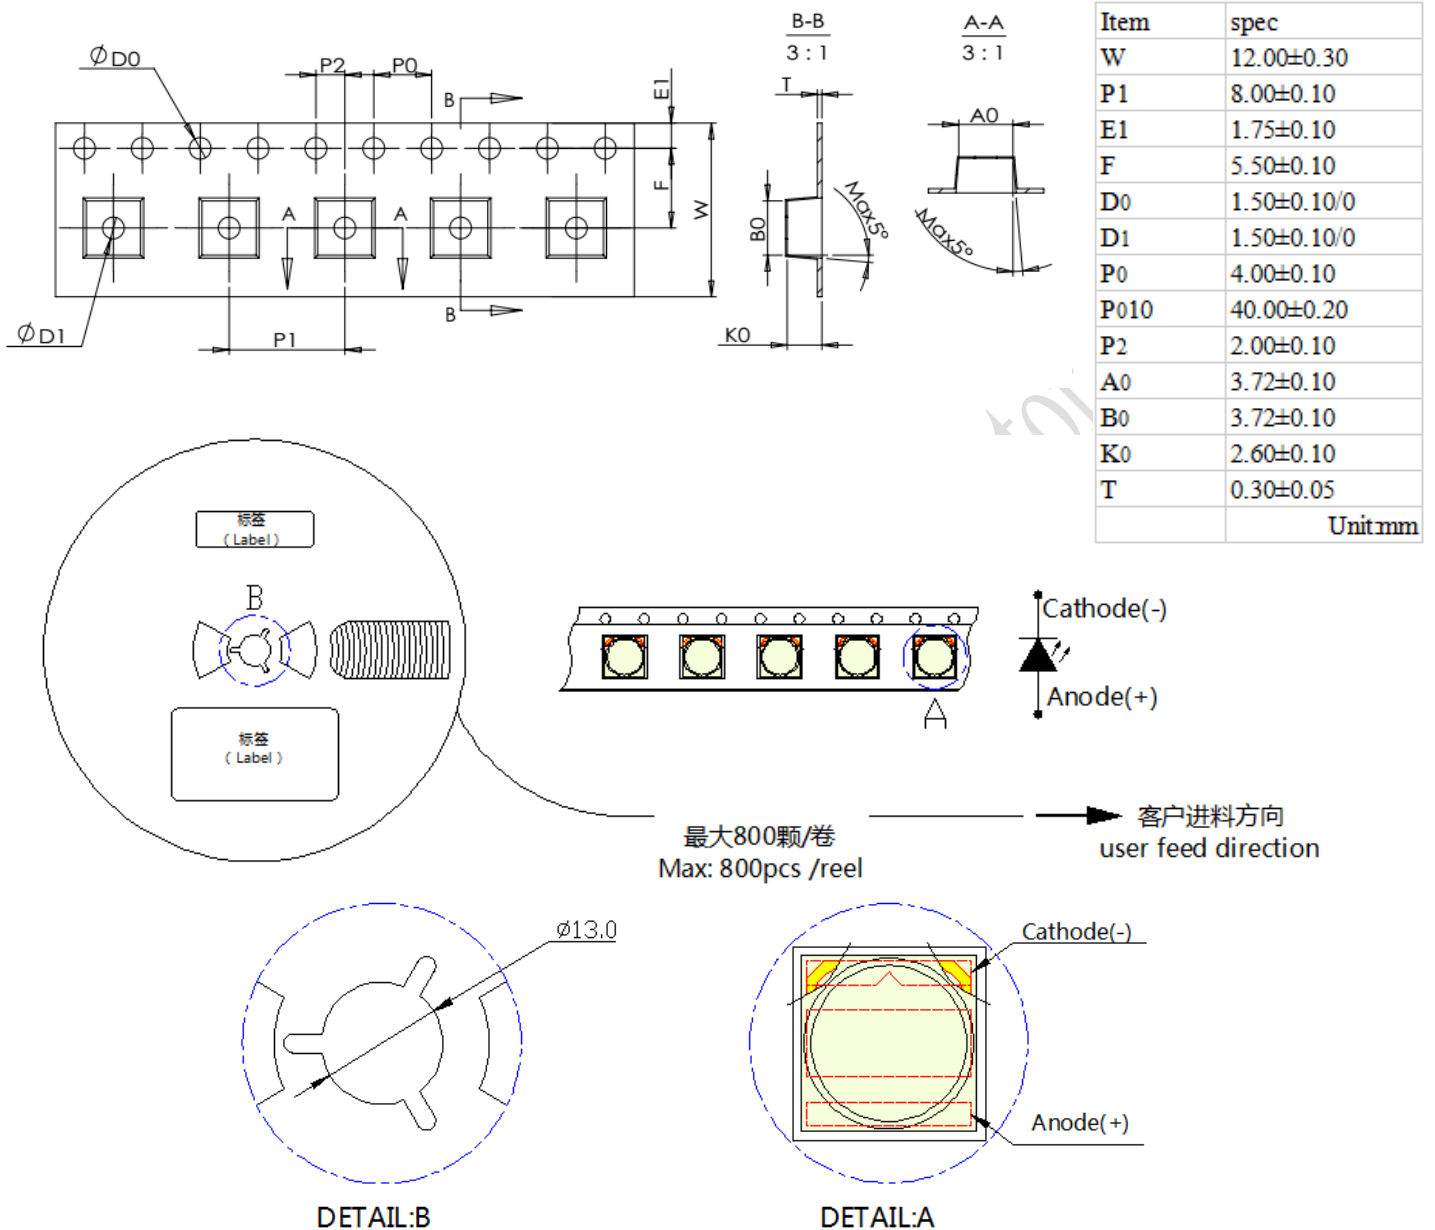 B-B
3 : 1
A-A
3 : 1
ØD0
P2
P0
B
E1
T
A0
A
A
F
W
B0
Max5°
Max5°
ØD1
P1
B
K0
Item spec
W 12.00±0.30
P1 8.00±0.10
E1 1.75±0.10
F 5.50±0.10
D0 1.50±0.10/0
D1 1.50±0.10/0
P0 4.00±0.10
P010 40.00±0.20
P2 2.00±0.10
A0 3.72±0.10
B0 3.72±0.10
K0 2.60±0.10
T 0.30±0.05
Unit:mm
标签
( Label )
B
标签
( Label )
A
Cathode(-)
Anode(+)
最大800颗/卷
Max: 800pcs /reel
客户进料方向
user feed direction
ø13.0
Cathode(-)
Anode(+)
DETAIL:B
DETAIL:A